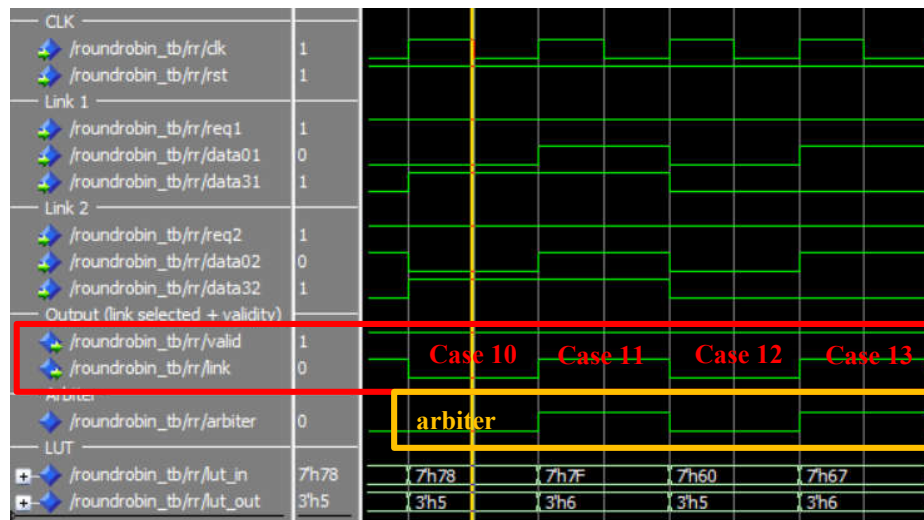 CLK
/roundrobin_tb/rr/clk 1
/roundrobin_tb/rr/rst 1
Link 1
/roundrobin_tb/rr/req1 1
/roundrobin_tb/rr/data01 0
/roundrobin_tb/rr/data31 1
Link 2
/roundrobin_tb/rr/req2 1
/roundrobin_tb/rr/data02 0
/roundrobin_tb/rr/data32 1
Output (link selected + validity)
/roundrobin_tb/rr/valid 1
/roundrobin_tb/rr/link 0 Case 10 Case 11 Case 12 Case 13
Arbiter
/roundrobin_tb/rr/arbiter 0 arbiter
LUT
/roundrobin_tb/rr/lut_in 7'h78 7'h78 7'h7F 7'h60 7'h67
/roundrobin_tb/rr/lut_out 3'h5 3'h5 3'h6 3'h5 3'h6